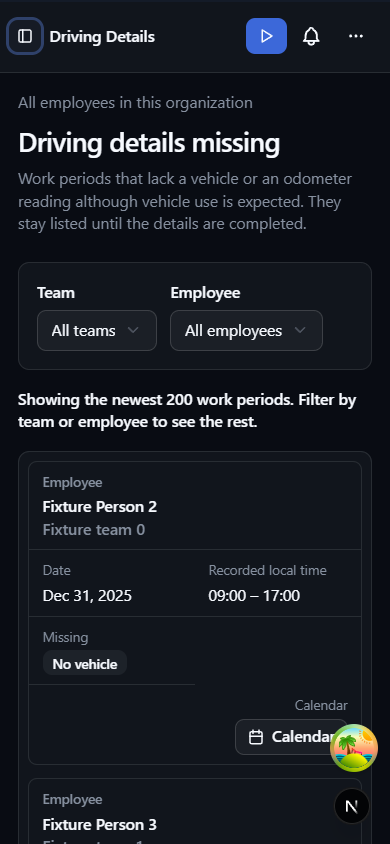 Driving Details
All employees in this organization
Driving details missing
Work periods that lack a vehicle or an odometer
reading although vehicle use is expected. They
stay listed until the details are completed.
Team
Employee
All teams
All employees
Showing the newest 200 work periods. Filter by
team or employee to see the rest.
Employee
Fixture Person 2
Fixture team 0
Date
Recorded local time
Dec 31, 2025
09:00 – 17:00
Missing
No vehicle
Calendar
Calendar
Employee
N
Fixture Person 3